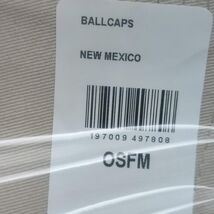 BALLCAPS
NEW MEXICO
197009 497808
OSFM